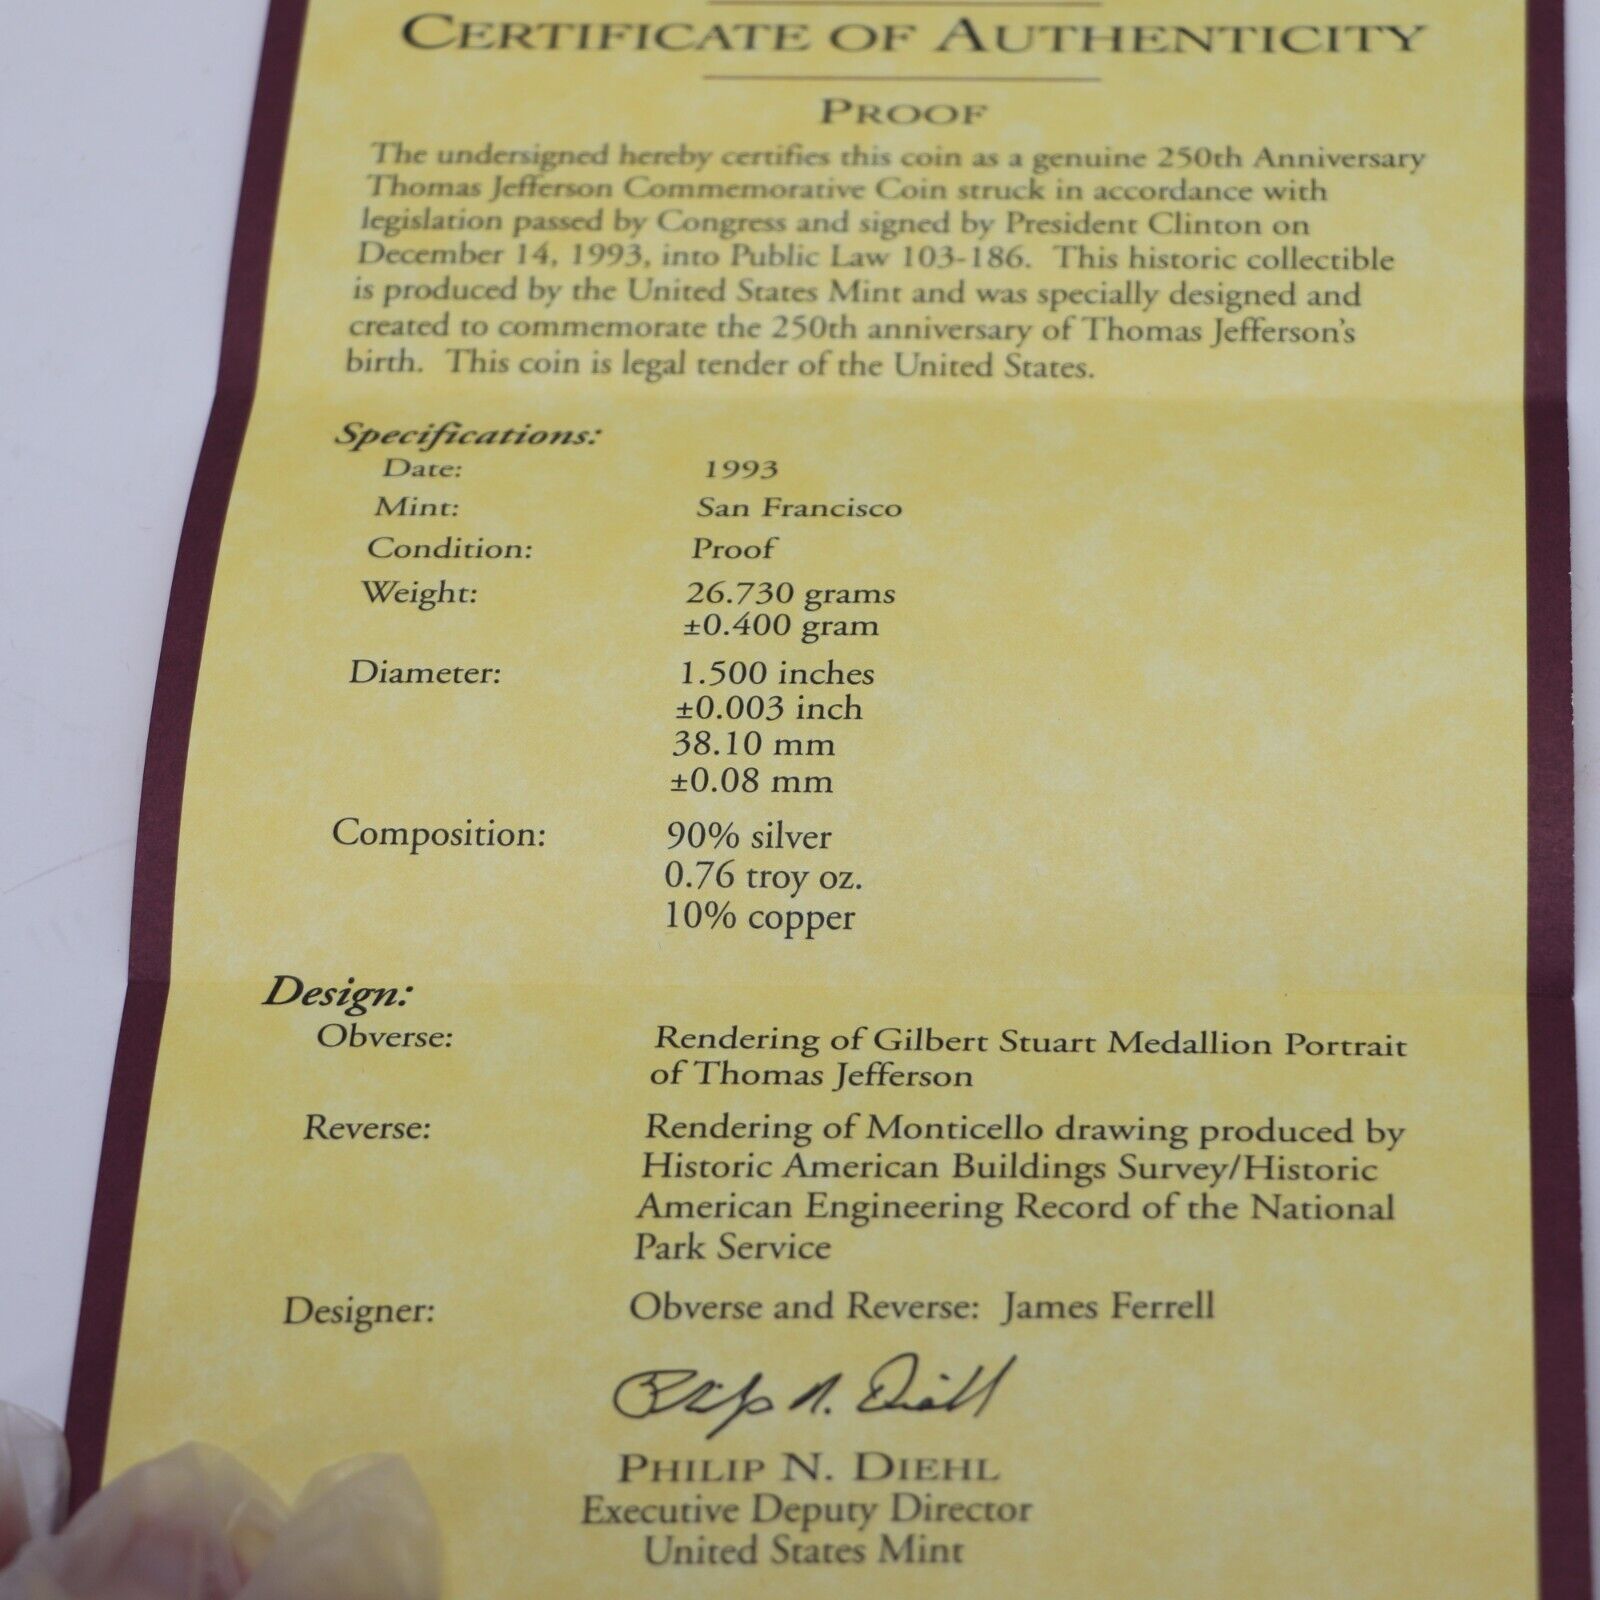 CERTIFICATE OF AUTHENTICITY
PROOF
The undersigned hereby certifies this coin as a genuine 250th Anniversary
Thomas Jefferson Commemorative Coin struck in accordance with
legislation passed by Congress and signed by President Clinton on
December 14, 1993, into Public Law 103-186. This historic collectible
is produced by the United States Mint and was specially designed and
created to commemorate the 250th anniversary of Thomas Jefferson's
birth. This coin is legal tender of the United States.
Specifications:
Date: 1993
Mint: San Francisco
Condition: Proof
Weight: 26.730 grams
±0.400 gram
Diameter: 1.500 inches
±0.003 inch
38.10 mm
±0.08 mm
Composition: 90% silver
0.76 troy oz.
10% copper
Design:
Obverse: Rendering of Gilbert Stuart Medallion Portrait
of Thomas Jefferson
Reverse: Rendering of Monticello drawing produced by
Historic American Buildings Survey/Historic
American Engineering Record of the National
Park Service
Designer: Obverse and Reverse: James Ferrell
Philip N. Diehl
PHILIP N. DIEHL
Executive Deputy Director
United States Mint